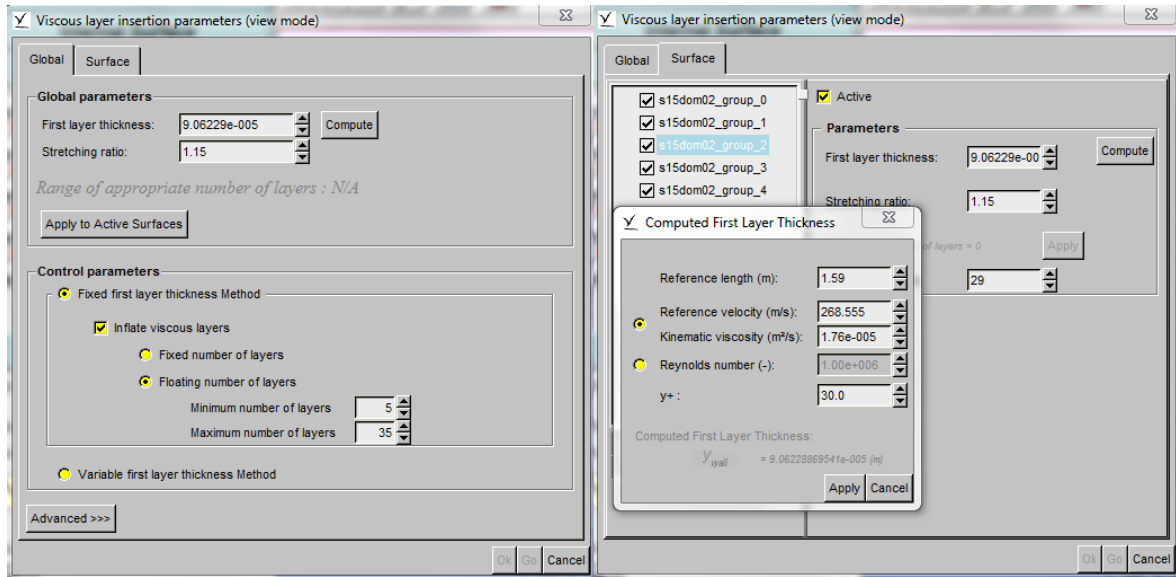 Viscous layer insertion parameters (view mode)
Global
Surface
Global parameters
First layer thickness:
9.06229e-005
Compute
Stretching ratio:
1.15
Range of appropriate number of layers : N/A
Apply to Active Surfaces
Control parameters
Fixed first layer thickness Method
Inflate viscous layers
Fixed number of layers
Floating number of layers
Minimum number of layers
5
Maximum number of layers
35
Variable first layer thickness Method
Advanced >>>
Ok
Go
Cancel
Viscous layer insertion parameters (view mode)
Global
Surface
s15dom02_group_0
s15dom02_group_1
s15dom02_group_2
s15dom02_group_3
s15dom02_group_4
Active
Parameters
First layer thickness:
9.06229e-00
Compute
Stretching ratio:
1.15
of layers = 0
Apply
29
Computed First Layer Thickness
Reference length (m):
1.59
Reference velocity (m/s):
268.555
Kinematic viscosity (m²/s):
1.76e-005
Reynolds number (-):
1.00e+006
y+ :
30.0
Computed First Layer Thickness:
ywall = 9.06228869541e-005 (m)
Apply
Cancel
Ok
Go
Cancel